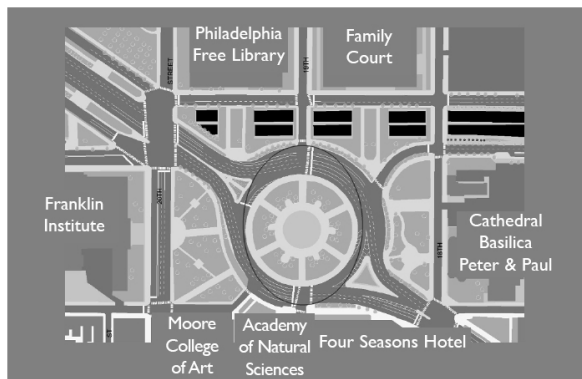 Philadelphia
Free Library
Family
Court
STREET
19TH
Franklin
Institute
20TH
18TH
Cathedral
Basilica
Peter & Paul
Moore
College
of Art
Academy
of Natural
Sciences
Four Seasons Hotel
ST